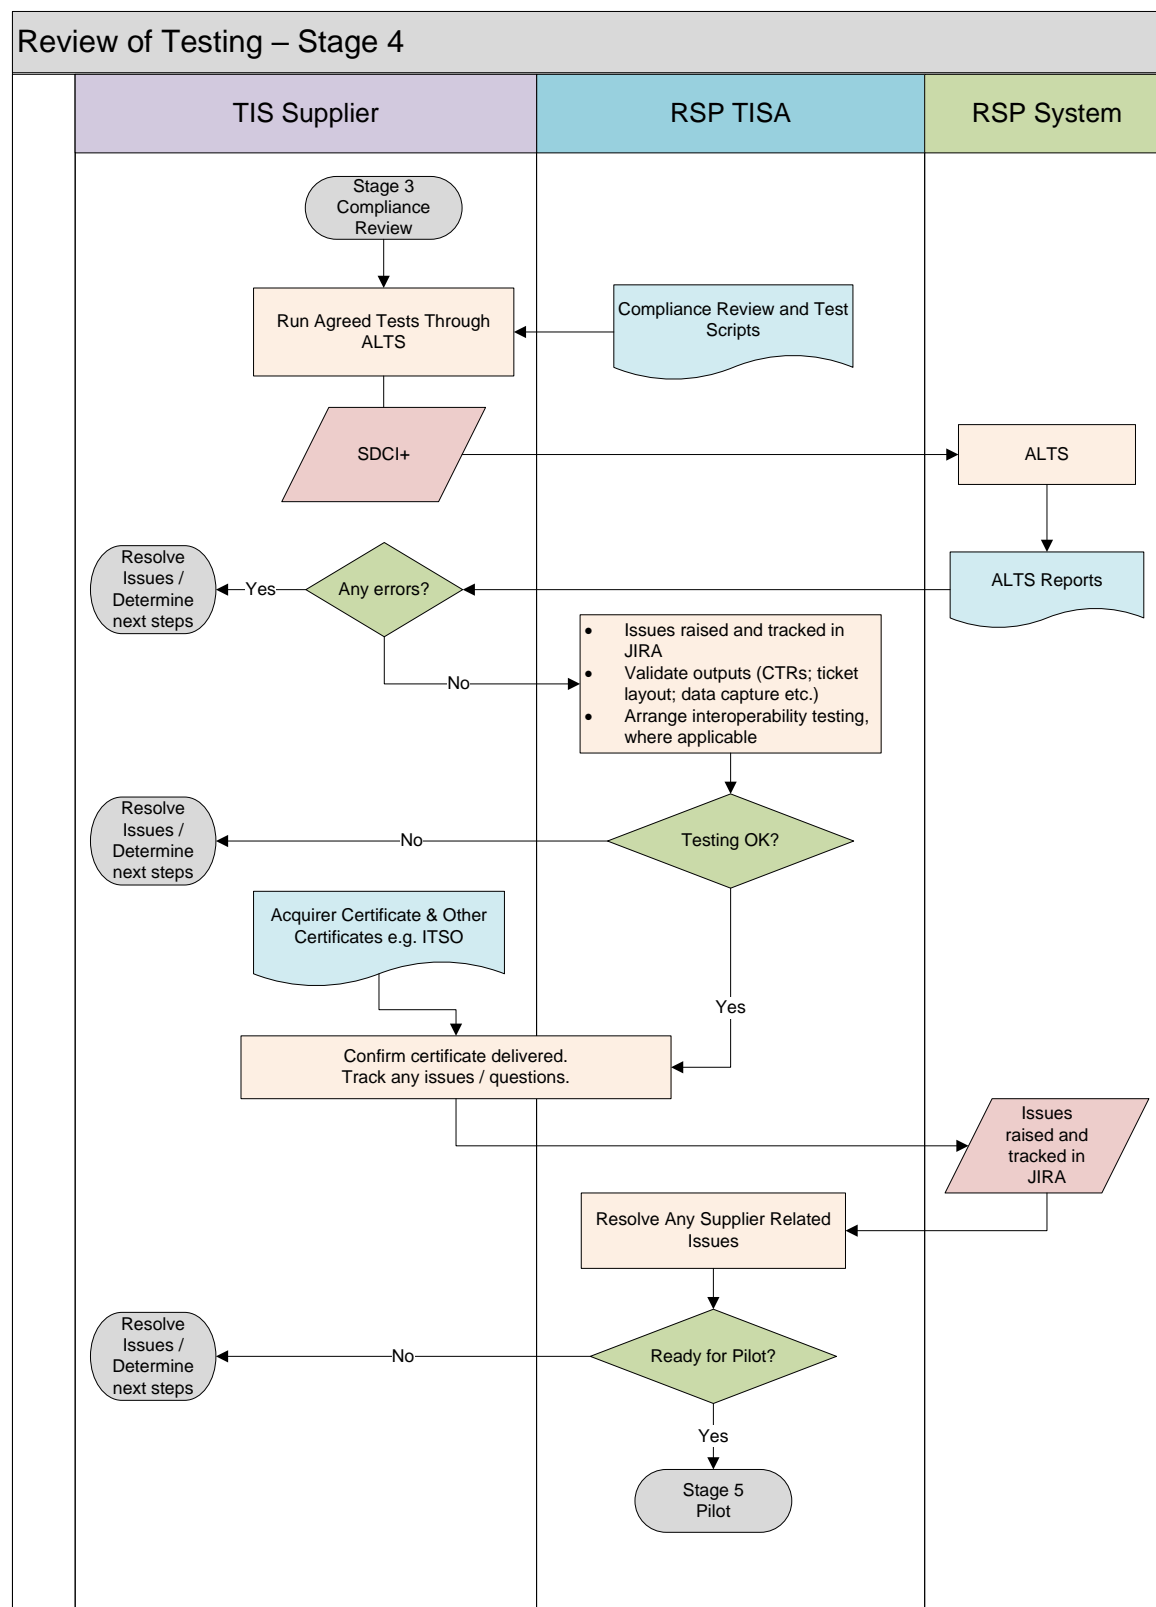 Review of Testing – Stage 4
TIS Supplier
RSP TISA
RSP System
Stage 3
Compliance
Review
Run Agreed Tests Through
ALTS
Compliance Review and Test
Scripts
SDCI+
ALTS
ALTS Reports
Any errors?
Yes
Resolve
Issues /
Determine
next steps
No
• Issues raised and tracked in
JIRA
• Validate outputs (CTRs; ticket
layout; data capture etc.)
• Arrange interoperability testing,
where applicable
Testing OK?
No
Resolve
Issues /
Determine
next steps
Acquirer Certificate & Other
Certificates e.g. ITSO
Yes
Confirm certificate delivered.
Track any issues / questions.
Issues
raised and
tracked in
JIRA
Resolve Any Supplier Related
Issues
Ready for Pilot?
No
Resolve
Issues /
Determine
next steps
Yes
Stage 5
Pilot